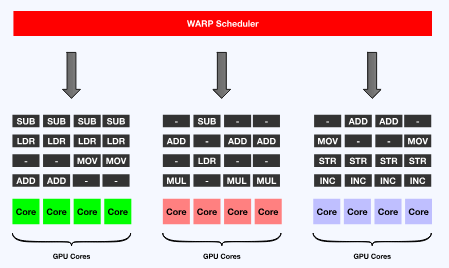 WARP Scheduler
SUB SUB SUB SUB - SUB - - - ADD ADD -
LDR LDR LDR LDR ADD - ADD ADD MOV - - MOV
- - MOV MOV - LDR - - STR STR STR STR
ADD ADD - - MUL - MUL MUL INC INC INC INC
Core Core Core Core Core Core Core Core Core Core Core Core
GPU Cores GPU Cores GPU Cores